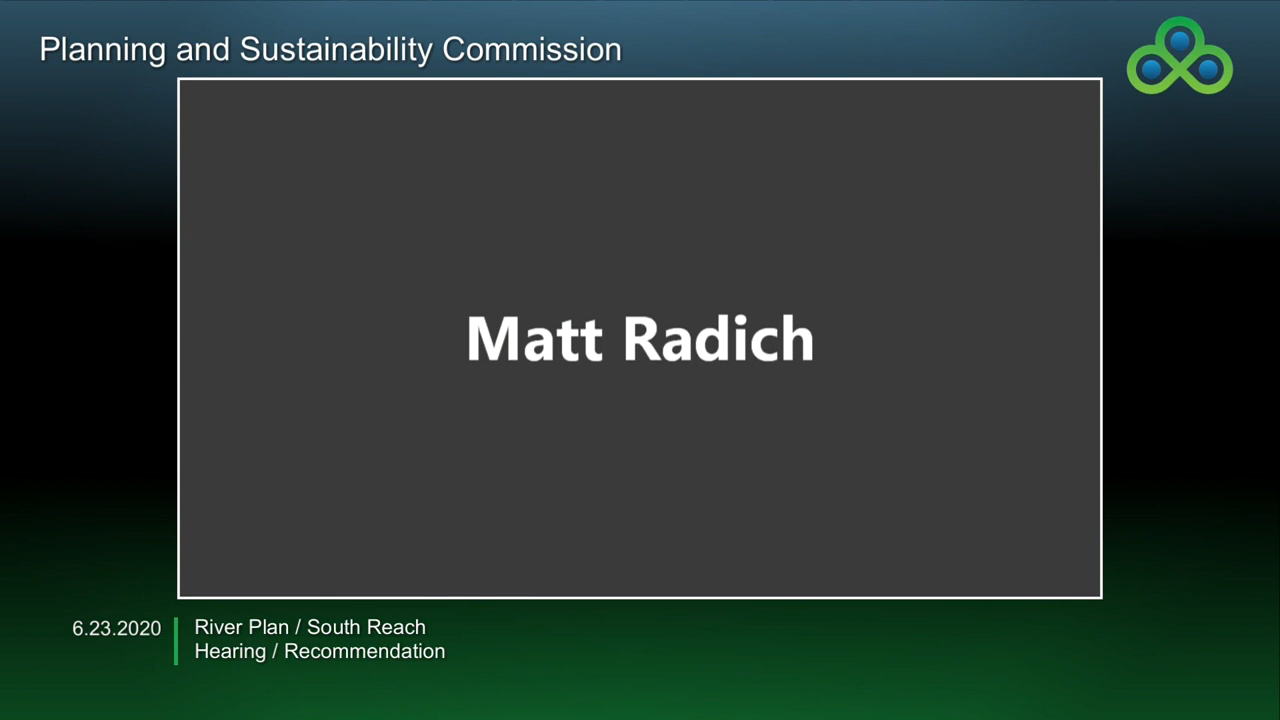 Planning and Sustainability Commission
Matt Radich
6.23.2020
River Plan / South Reach
Hearing / Recommendation